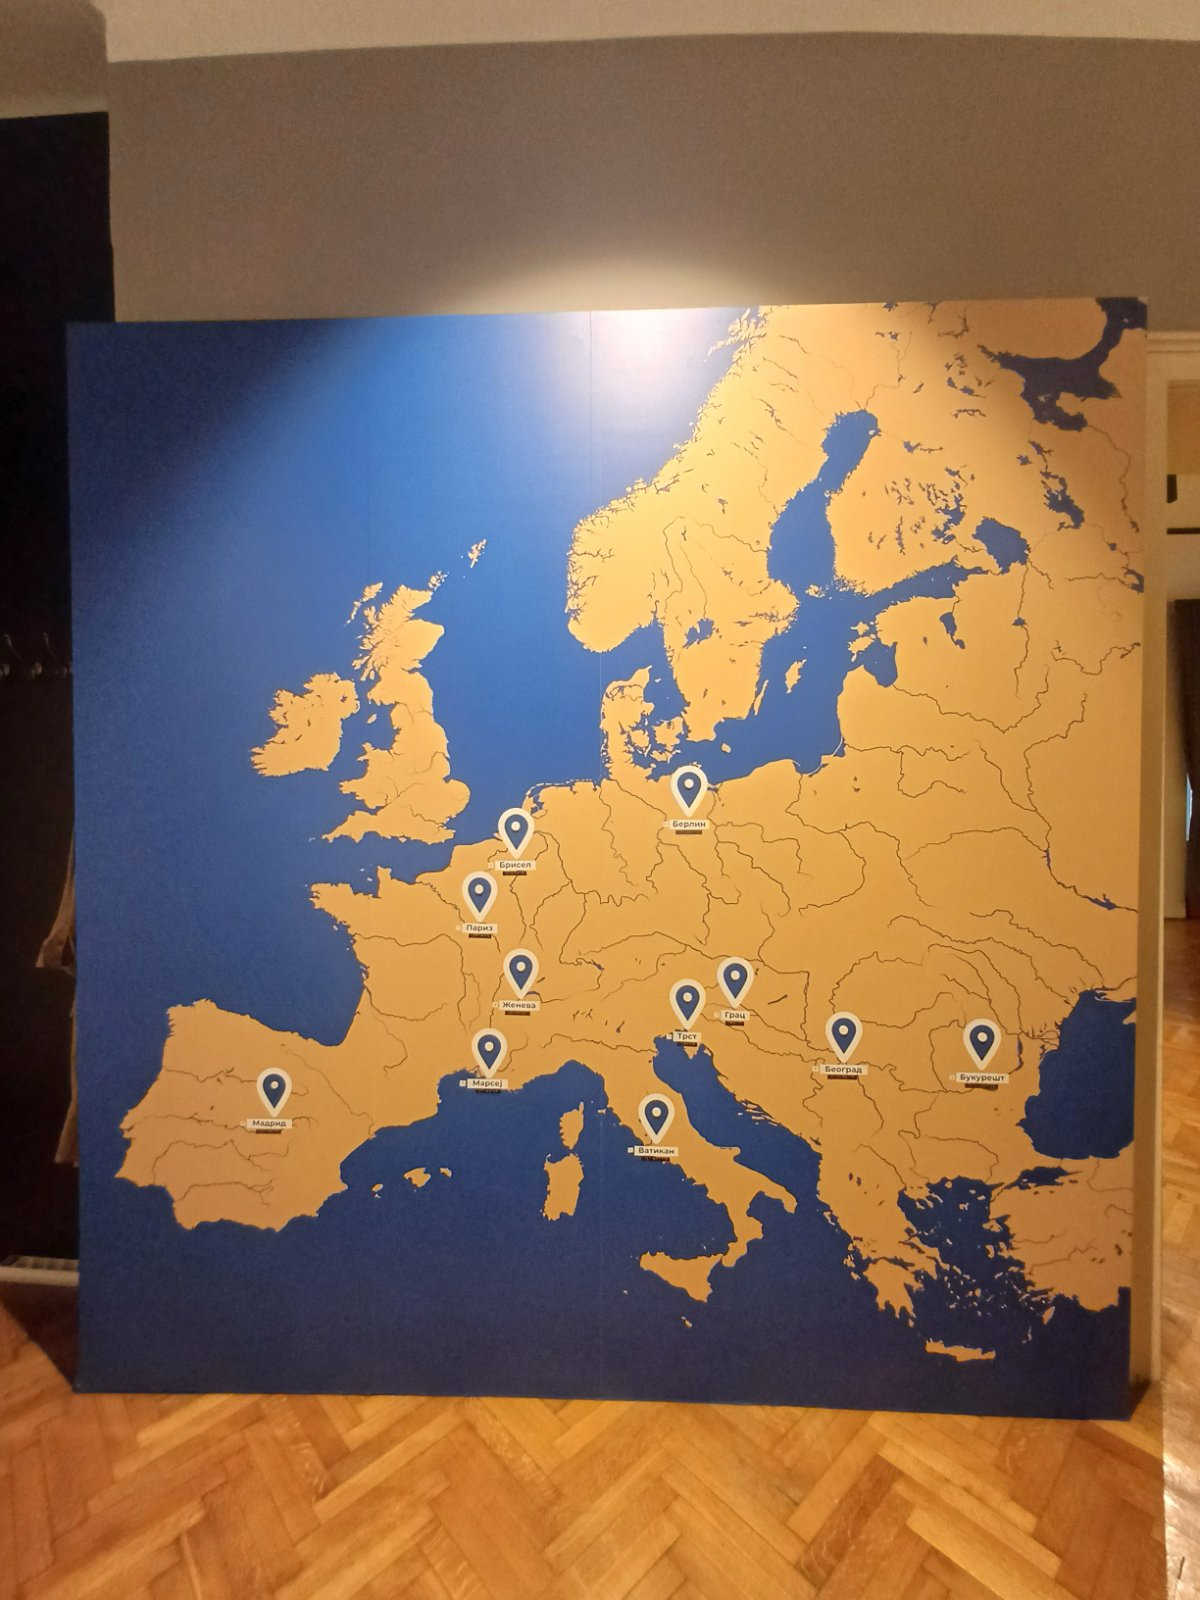 Берлин
Брисел
Париз
Женева
Грац
Трст
Марсеј
Београд
Букурешт
Мадрид
Ватикан